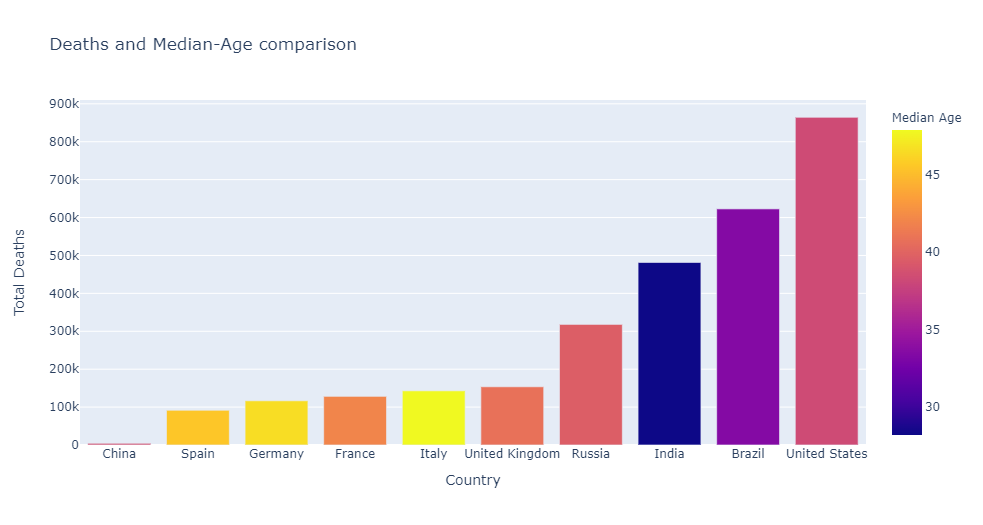 Deaths and Median-Age comparison
Median Age
900k
800k
700k
600k
500k
400k
300k
200k
100k
0
45
40
35
30
Total Deaths
China Spain Germany France Italy United Kingdom Russia India Brazil United States
Country